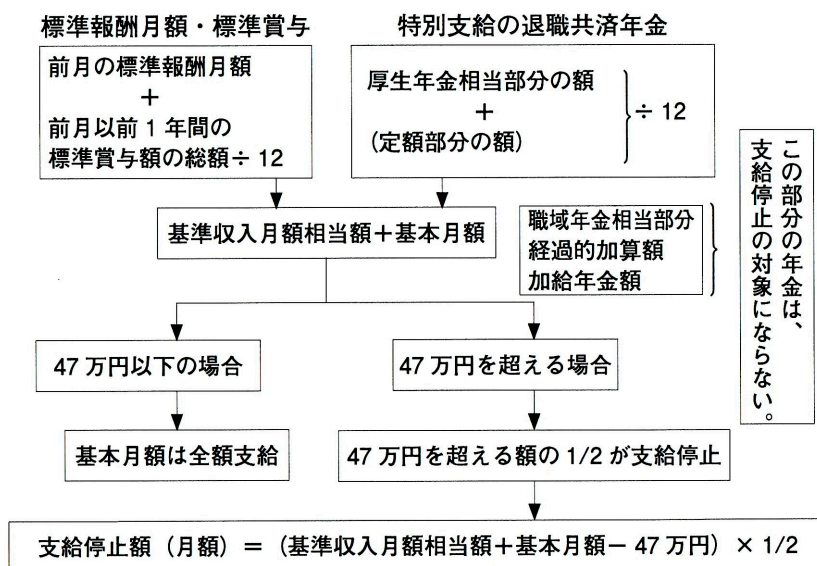 標準報酬月額・標準賞与
前月の標準報酬月額
+
前月以前1年間の
標準賞与額の総額÷12
特別支給の退職共済年金
厚生年金相当部分の額
+
(定額部分の額)
÷12
この部分の年金は、
支給停止の対象にならない。
基準収入月額相当額+基本月額
職域年金相当部分
経過的加算額
加給年金額
47万円以下の場合
47万円を超える場合
基本月額は全額支給
47万円を超える額の1/2が支給停止
支給停止額(月額)=(基準収入月額相当額+基本月額-47万円)×1/2